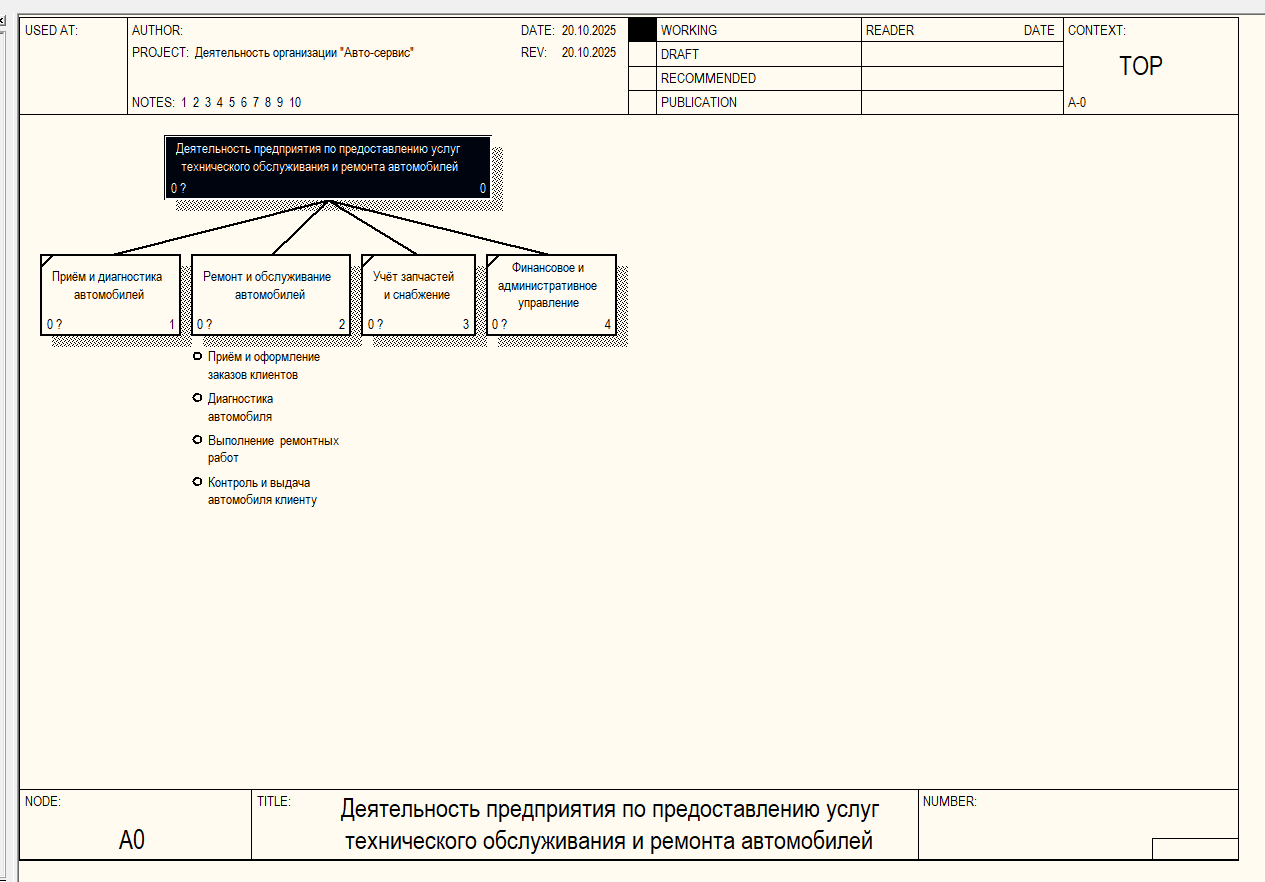 USED AT:
AUTHOR:
DATE: 20.10.2025
PROJECT: Деятельность организации "Авто-сервис"
REV: 20.10.2025
NOTES: 1 2 3 4 5 6 7 8 9 10
WORKING
DRAFT
RECOMMENDED
PUBLICATION
READER
DATE
CONTEXT:
TOP
A-0
Деятельность предприятия по предоставлению услуг
технического обслуживания и ремонта автомобилей
0 ?
0
Приём и диагностика
автомобилей
0 ?
1
Ремонт и обслуживание
автомобилей
0 ?
2
Учёт запчастей
и снабжение
0 ?
3
Финансовое и
административное
управление
0 ?
4
Приём и оформление
заказов клиентов
Диагностика
автомобиля
Выполнение ремонтных
работ
Контроль и выдача
автомобиля клиенту
NODE:
A0
TITLE:
Деятельность предприятия по предоставлению услуг
технического обслуживания и ремонта автомобилей
NUMBER: